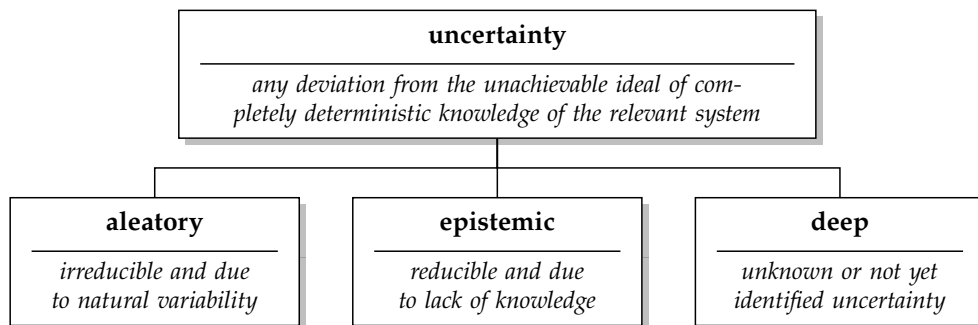 uncertainty
any deviation from the unachievable ideal of com-
pletely deterministic knowledge of the relevant system
aleatory
irreducible and due
to natural variability
epistemic
reducible and due
to lack of knowledge
deep
unknown or not yet
identified uncertainty